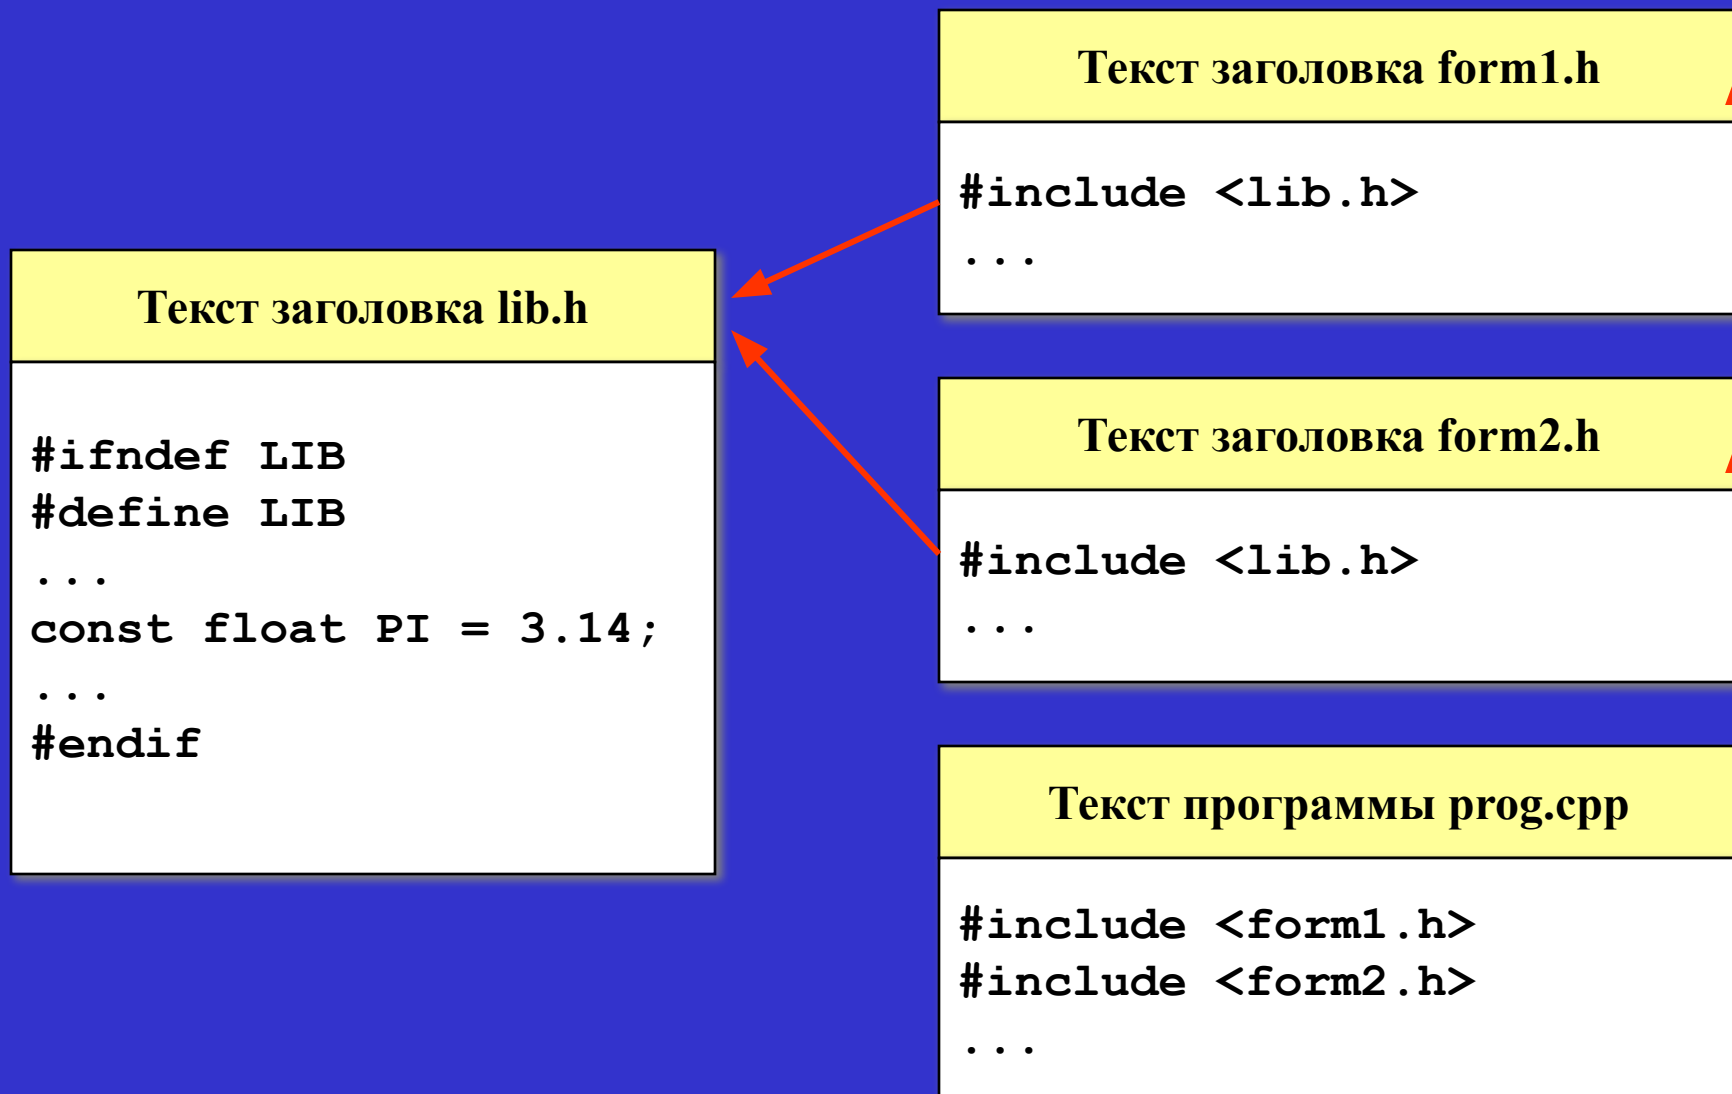 Текст заголовка form1.h
#include <lib.h>
...
Текст заголовка lib.h
#ifndef LIB
#define LIB
...
const float PI = 3.14;
...
#endif
Текст заголовка form2.h
#include <lib.h>
...
Текст программы prog.cpp
#include <form1.h>
#include <form2.h>
...